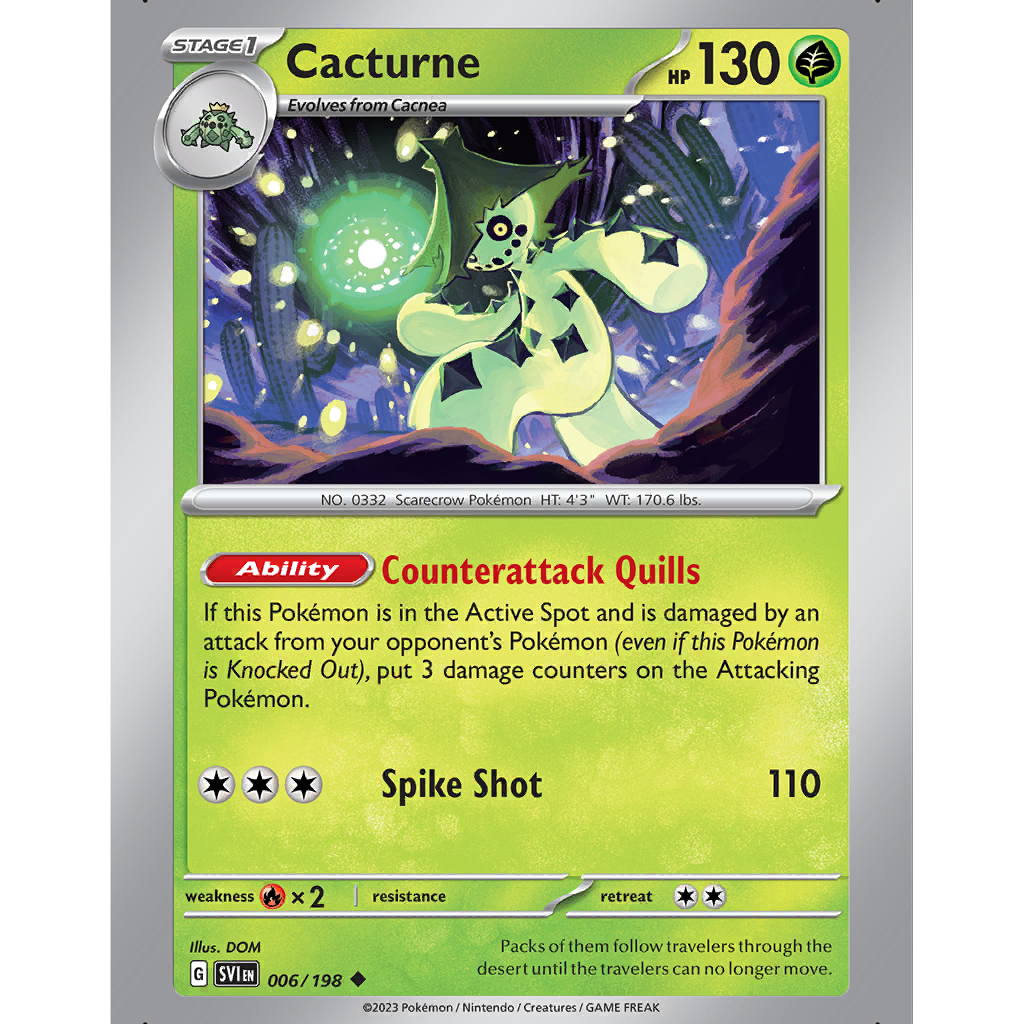 STAGE1
Cacturne
HP 130
Evolves from Cacnea
NO. 0332 Scarecrow Pokémon HT: 4'3" WT: 170.6 lbs.
Ability Counterattack Quills
If this Pokémon is in the Active Spot and is damaged by an
attack from your opponent's Pokémon (even if this Pokémon
is Knocked Out), put 3 damage counters on the Attacking
Pokémon.
Spike Shot 110
weakness ×2 resistance retreat
Illus. DOM
Packs of them follow travelers through the
desert until the travelers can no longer move.
G SVI EN 006/198
©2023 Pokémon / Nintendo / Creatures / GAME FREAK